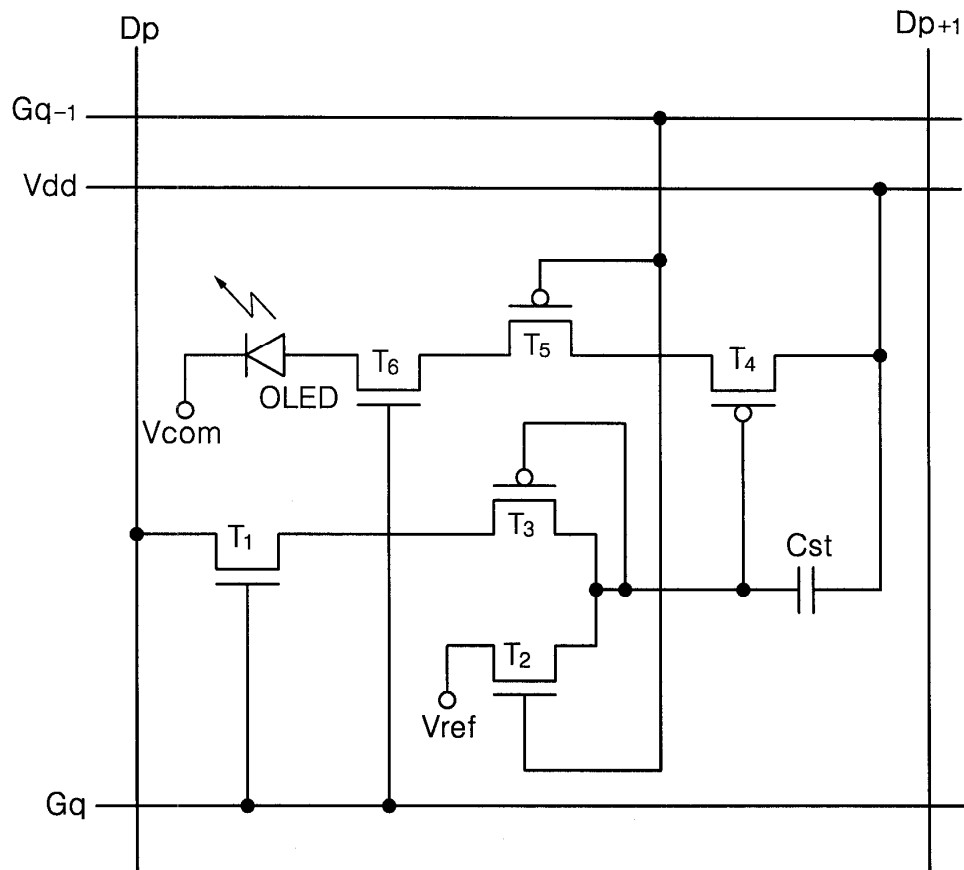 Dp
Dp+1
Gq-1
Vdd
T5
T6
T4
OLED
Vcom
T3
T1
Cst
T2
Vref
Gq